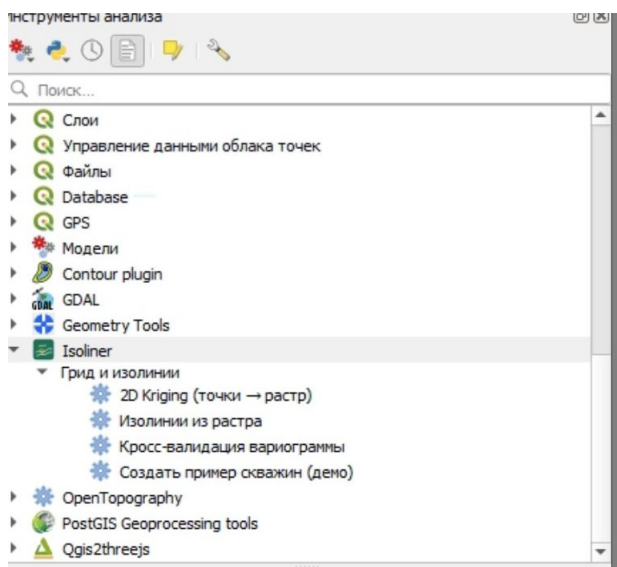 Инструменты анализа
Поиск...
Слои
Управление данными облака точек
Файлы
Database
GPS
Модели
Contour plugin
GDAL
Geometry Tools
Isoliner
Грид и изолинии
2D Kriging (точки → растр)
Изолинии из растра
Кросс-валидация вариограммы
Создать пример скважин (демо)
OpenTopography
PostGIS Geoprocessing tools
Qgis2threejs